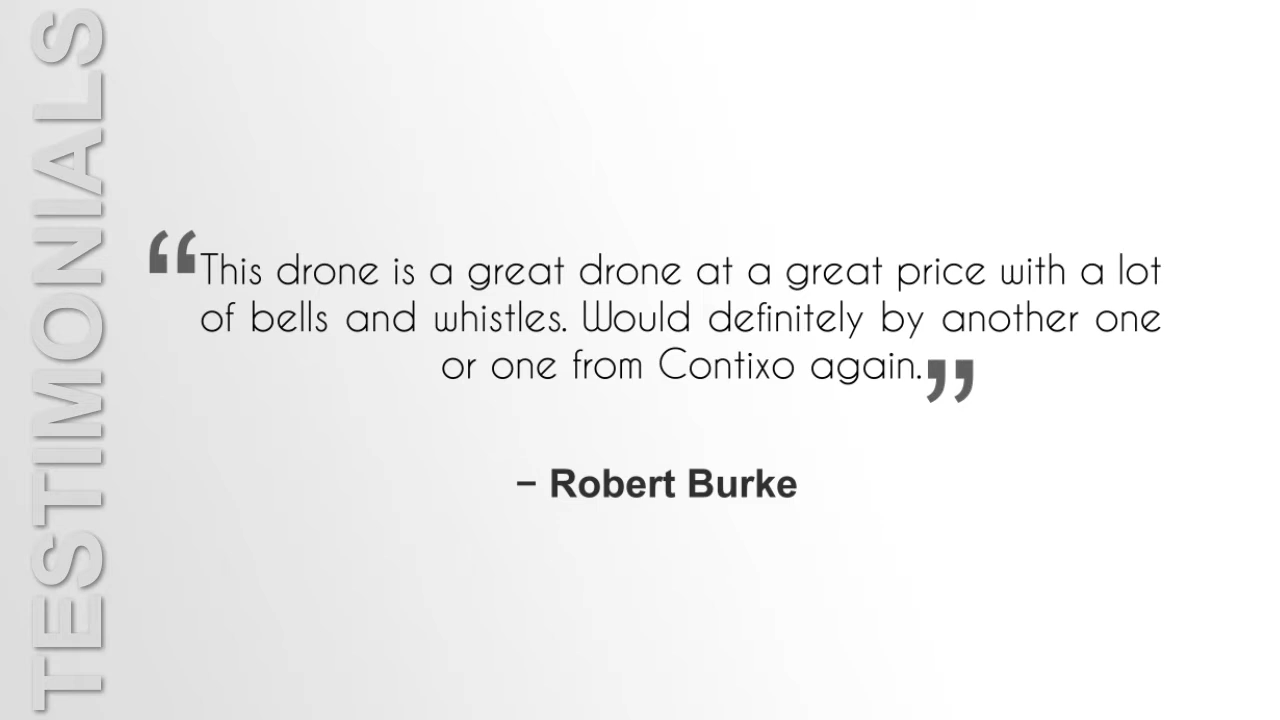 TESTIMONIALS
“This drone is a great drone at a great price with a lot
of bells and whistles. Would definitely by another one
or one from Contixo again.”
– Robert Burke